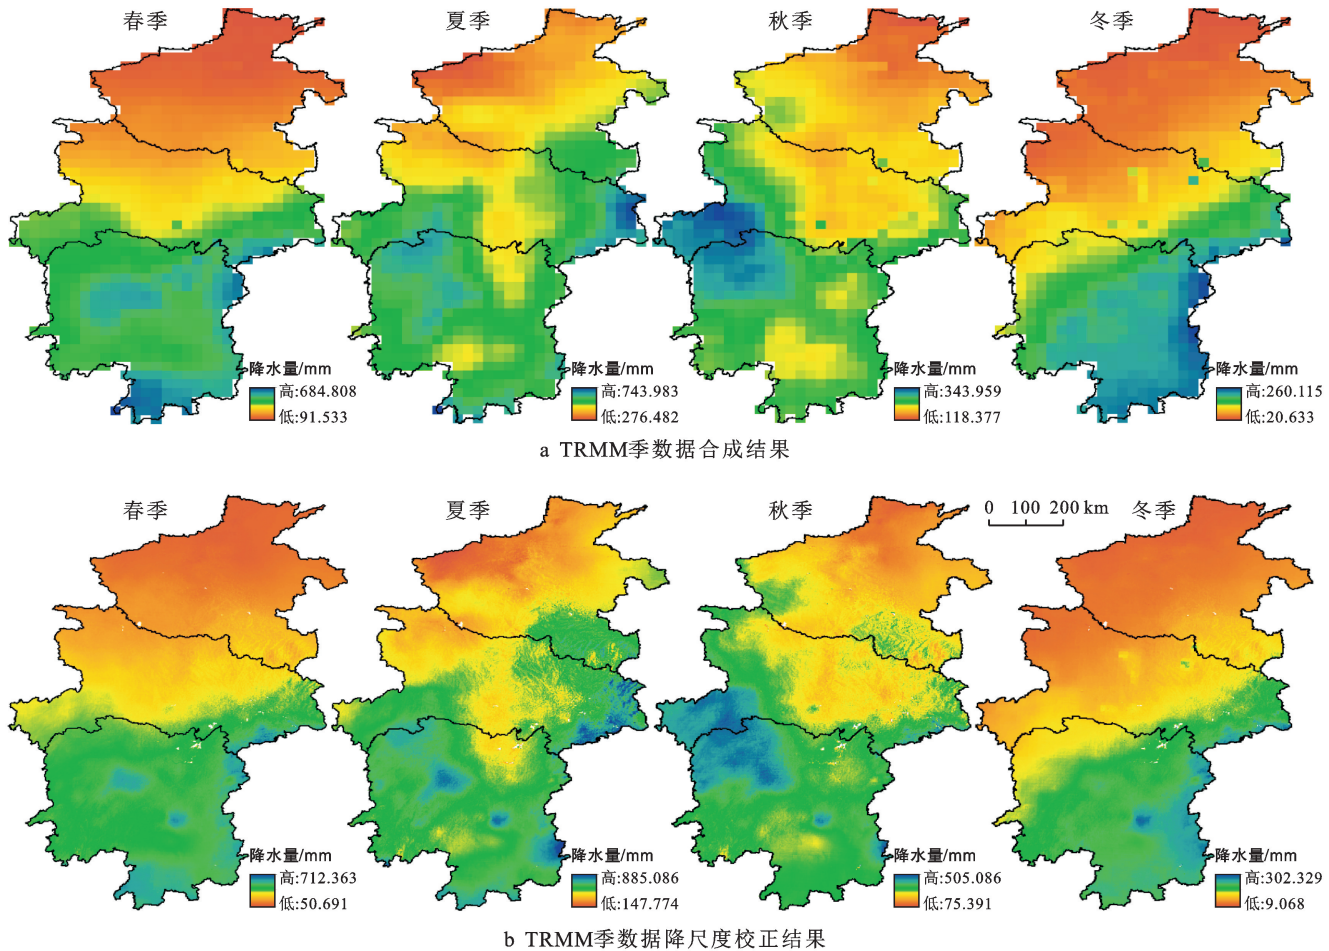 春季
夏季
秋季
冬季
降水量/mm
高:684.808
低:91.533
降水量/mm
高:743.983
低:276.482
降水量/mm
高:343.959
低:118.377
降水量/mm
高:260.115
低:20.633
a TRMM季数据合成结果
春季
夏季
秋季
0 100 200 km
冬季
降水量/mm
高:712.363
低:50.691
降水量/mm
高:885.086
低:147.774
降水量/mm
高:505.086
低:75.391
降水量/mm
高:302.329
低:9.068
b TRMM季数据降尺度校正结果